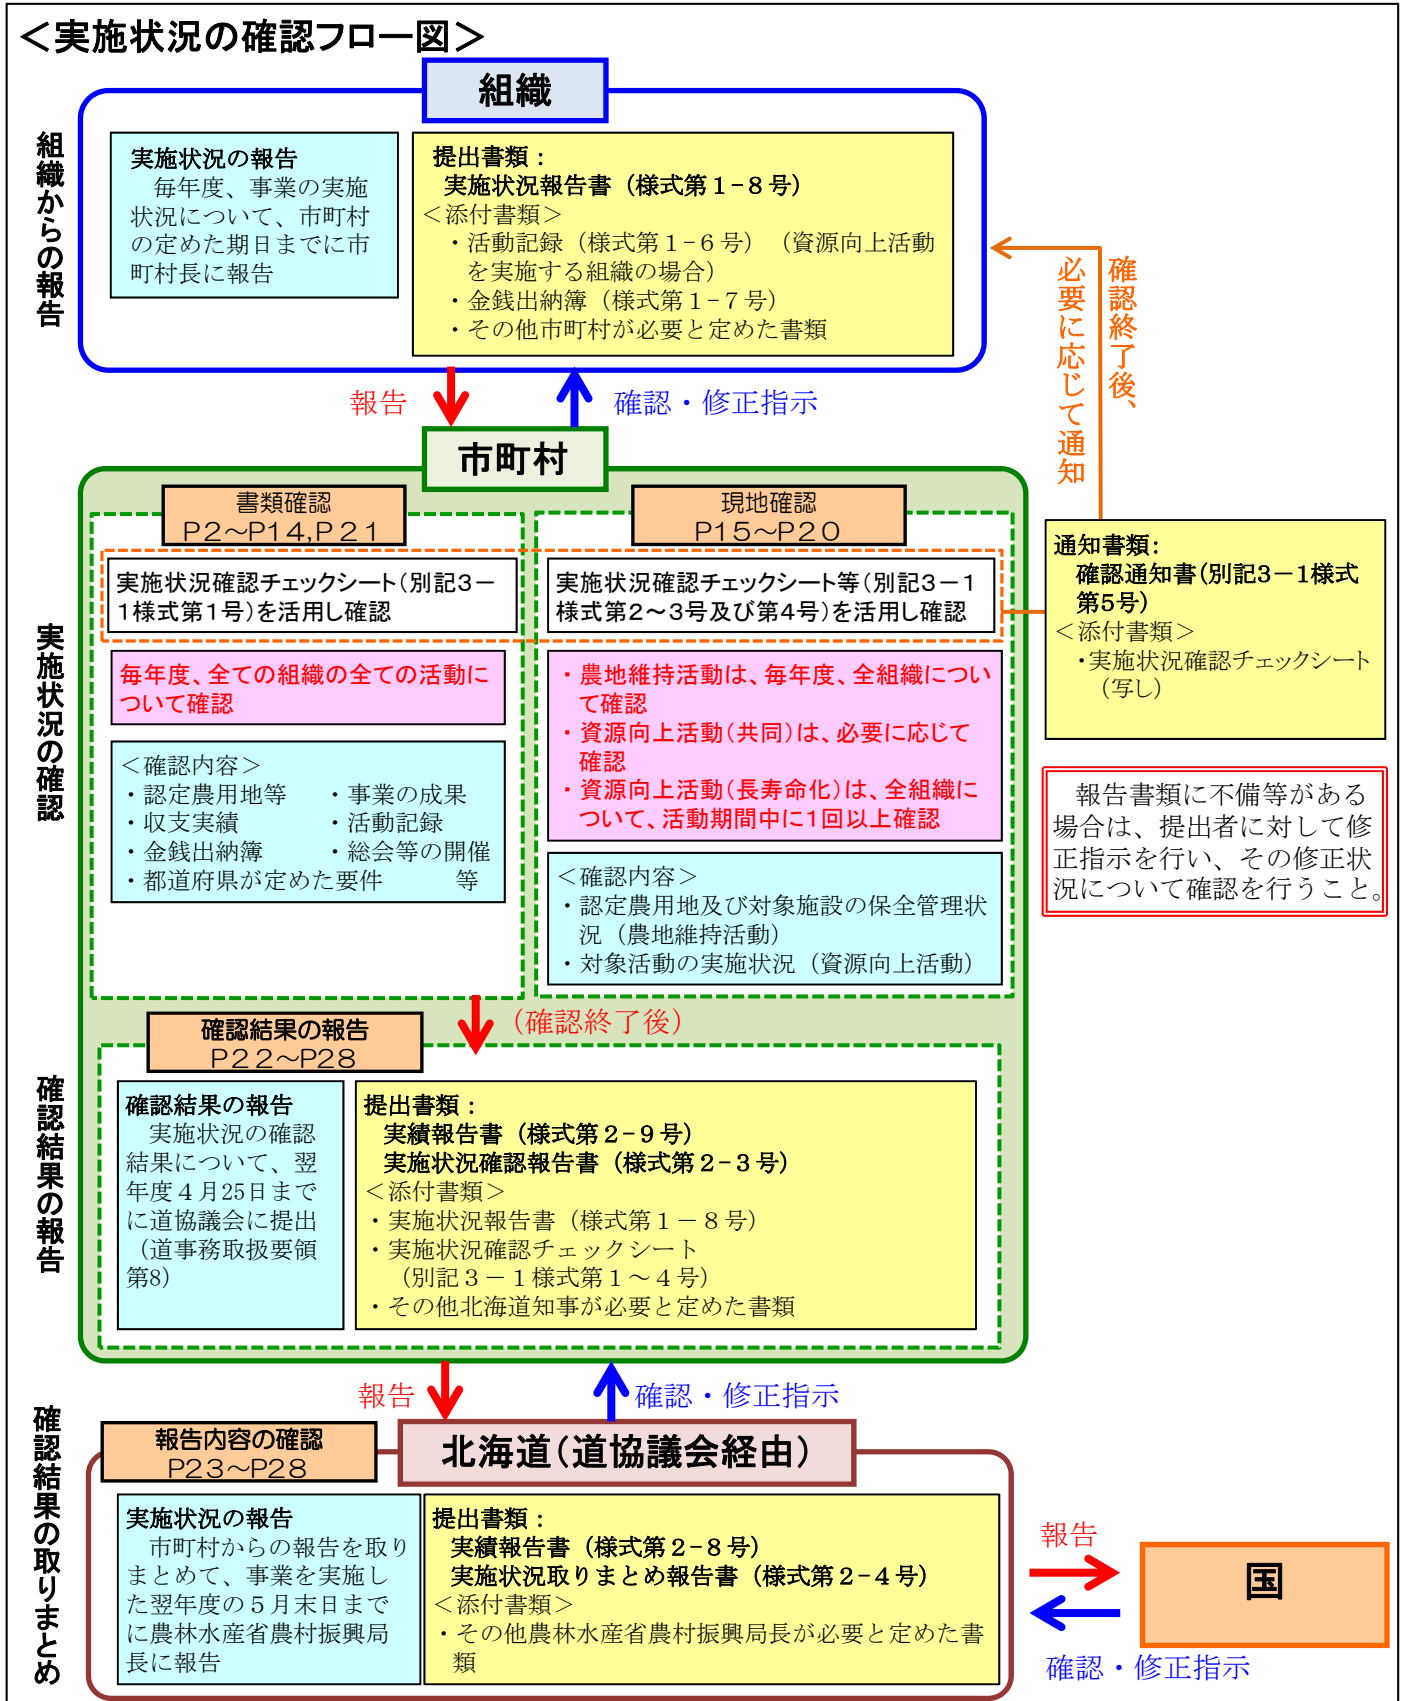 ＜実施状況の確認フロー図＞
組織
組織からの報告
実施状況の報告
毎年度、事業の実施
状況について、市町村
の定めた期日までに市
町村長に報告
提出書類：
実施状況報告書（様式第１-８号）
＜添付書類＞
・活動記録（様式第１-６号）（資源向上活動
を実施する組織の場合）
・金銭出納簿（様式第１-７号）
・その他市町村が必要と定めた書類
報告
確認・修正指示
確認終了後、
必要に応じて通知
市町村
実施状況の確認
書類確認
P2～P14,P21
実施状況確認チェックシート（別記3－
1様式第1号）を活用し確認
毎年度、全ての組織の全ての活動に
ついて確認
＜確認内容＞
・認定農用地等　・事業の成果
・収支実績　・活動記録
・金銭出納簿　・総会等の開催
・都道府県が定めた要件　等
現地確認
P15～P20
実施状況確認チェックシート等（別記3－1
様式第2～3号及び第4号）を活用し確認
・農地維持活動は、毎年度、全組織につい
て確認
・資源向上活動（共同）は、必要に応じて
確認
・資源向上活動（長寿命化）は、全組織に
ついて、活動期間中に1回以上確認
＜確認内容＞
・認定農用地及び対象施設の保全管理状
況（農地維持活動）
・対象活動の実施状況（資源向上活動）
通知書類：
確認通知書（別記3－1様式
第5号）
＜添付書類＞
・実施状況確認チェックシート
（写し）
報告書類に不備等がある
場合は、提出者に対して修
正指示を行い、その修正状
況について確認を行うこと。
（確認終了後）
確認結果の報告
確認結果の報告
P22～P28
確認結果の報告
実施状況の確認
結果について、翌
年度４月25日まで
に道協議会に提出
（道事務取扱要領
第8）
提出書類：
実績報告書（様式第２-９号）
実施状況確認報告書（様式第２-３号）
＜添付書類＞
・実施状況報告書（様式第１－８号）
・実施状況確認チェックシート
（別記３－１様式第１～４号）
・その他北海道知事が必要と定めた書類
報告
確認・修正指示
確認結果の取りまとめ
報告内容の確認
P23～P28
北海道（道協議会経由）
実施状況の報告
市町村からの報告を取り
まとめて、事業を実施し
た翌年度の５月末日まで
に農林水産省農村振興局
長に報告
提出書類：
実績報告書（様式第２-８号）
実施状況取りまとめ報告書（様式第２-４号）
＜添付書類＞
・その他農林水産省農村振興局長が必要と定めた書
類
報告
国
確認・修正指示